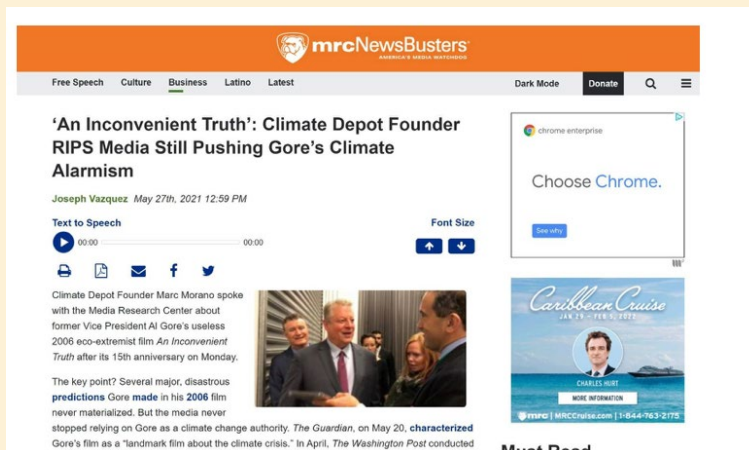 mrcNewsBusters
AMERICA'S MEDIA WATCHDOG
Free Speech Culture Business Latino Latest Dark Mode Donate
‘An Inconvenient Truth’: Climate Depot Founder
RIPS Media Still Pushing Gore’s Climate
Alarmism
Joseph Vazquez May 27th, 2021 12:59 PM
Text to Speech Font Size
00:00 00:00
Climate Depot Founder Marc Morano spoke
with the Media Research Center about
former Vice President Al Gore's useless
2006 eco-extremist film An Inconvenient
Truth after its 15th anniversary on Monday.
The key point? Several major, disastrous
predictions Gore made in his 2006 film
never materialized. But the media never
stopped relying on Gore as a climate change authority. The Guardian, on May 20, characterized
Gore's film as a "landmark film about the climate crisis." In April, The Washington Post conducted
chrome enterprise
Choose Chrome.
See why
Caribbean Cruise
CHARLES HURT
MORE INFORMATION
mrc | MRCCruise.com | 1-844-763-2175
Must Read